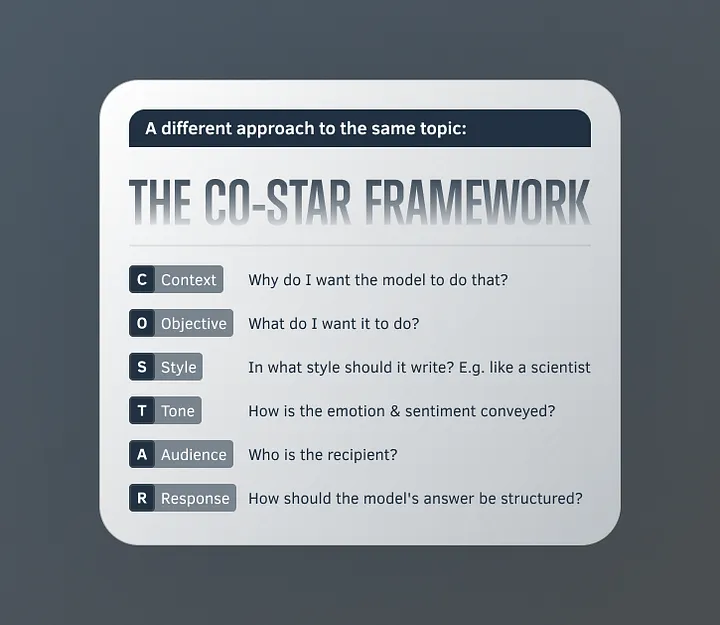 A different approach to the same topic:
THE CO-STAR FRAMEWORK
C Context Why do I want the model to do that?
O Objective What do I want it to do?
S Style In what style should it write? E.g. like a scientist
T Tone How is the emotion & sentiment conveyed?
A Audience Who is the recipient?
R Response How should the model's answer be structured?